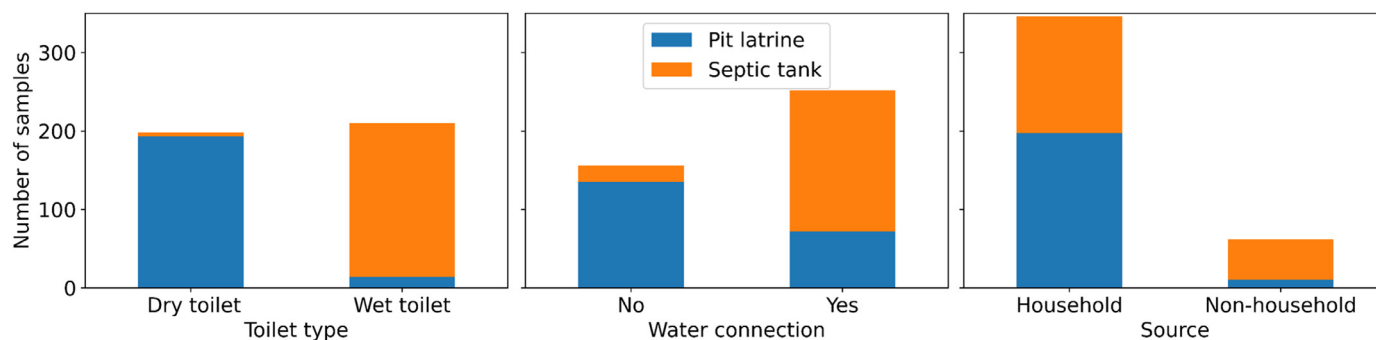 Number of samples
300
200
100
0
Dry toilet
Wet toilet
Toilet type
Pit latrine
Septic tank
No
Yes
Water connection
Household
Non-household
Source